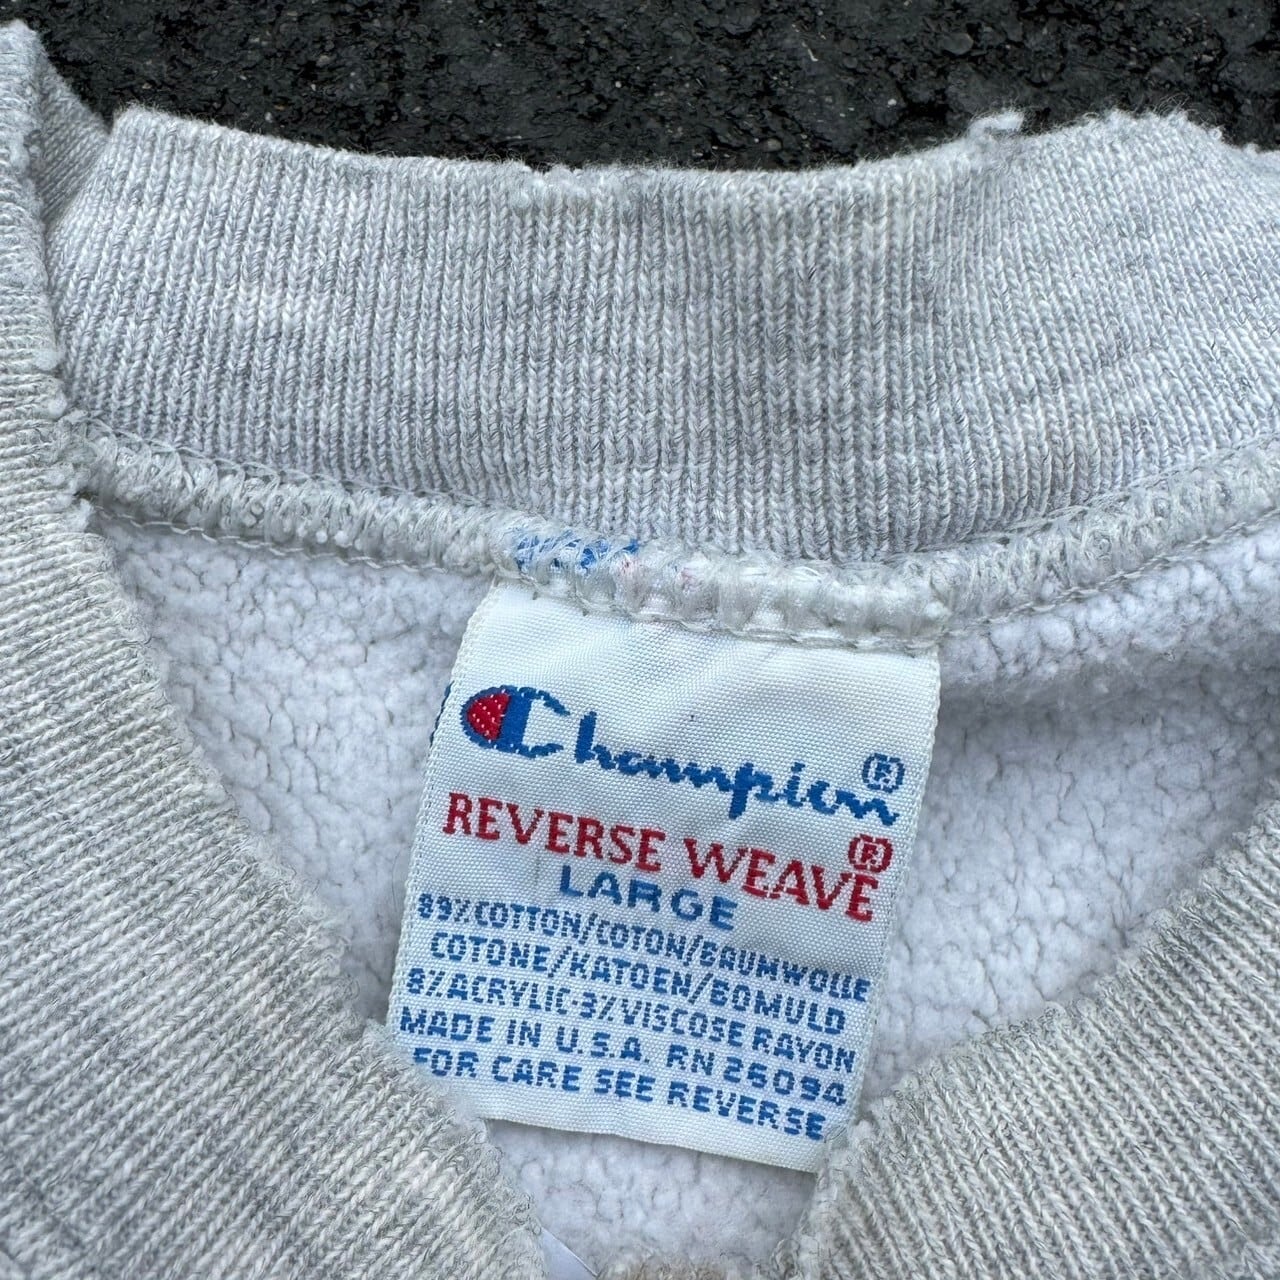 Champion®
REVERSE WEAVE®
LARGE
89% COTTON/COTON/BAUMWOLLE
COTONE/KATOEN/BOMULD
8% ACRYLIC-3% VISCOSE RAYON
MADE IN U.S.A. RN 26094
FOR CARE SEE REVERSE